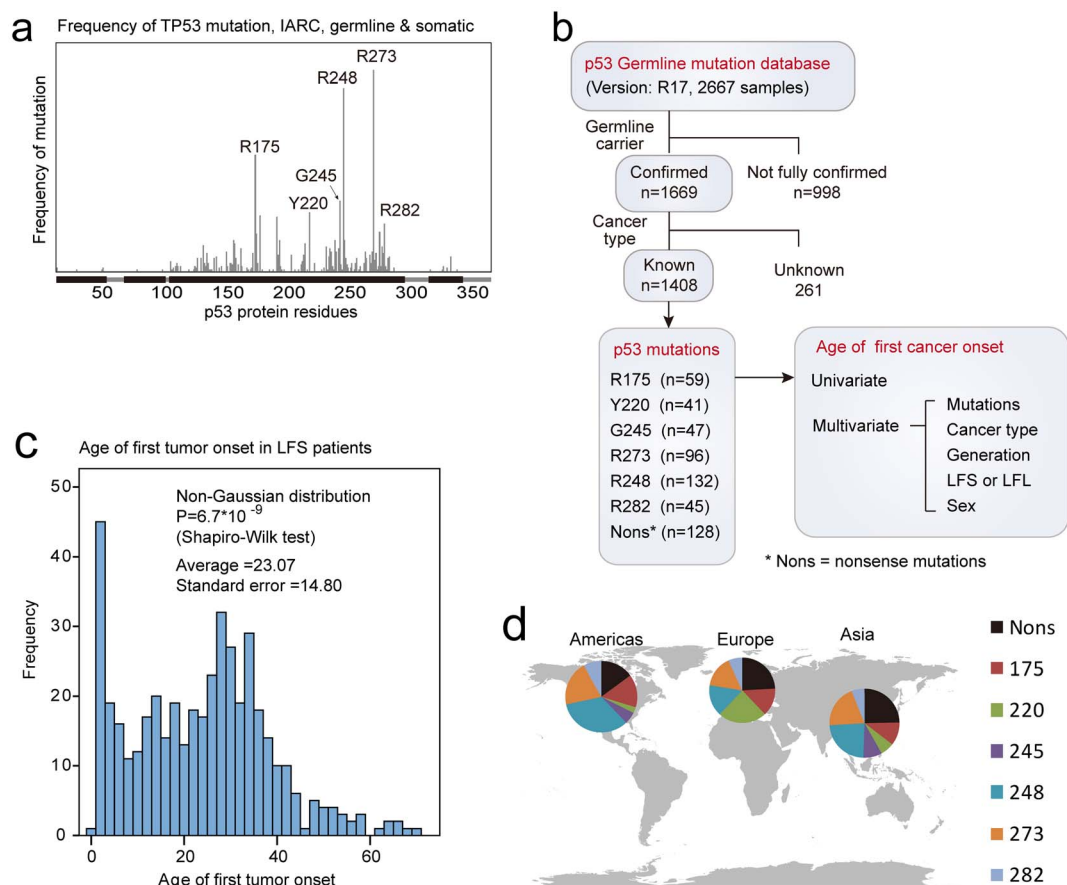 a
Frequency of TP53 mutation, IARC, germline & somatic
Frequency of mutation
R175
Y220
G245
R248
R273
R282
50
100
150
200
250
300
350
p53 protein residues
b
p53 Germline mutation database
(Version: R17, 2667 samples)
Germline
carrier
Confirmed
n=1669
Not fully confirmed
n=998
Cancer
type
Known
n=1408
Unknown
261
p53 mutations
R175 (n=59)
Y220 (n=41)
G245 (n=47)
R273 (n=96)
R248 (n=132)
R282 (n=45)
Nons* (n=128)
Age of first cancer onset
Univariate
Multivariate
Mutations
Cancer type
Generation
LFS or LFL
Sex
* Nons = nonsense mutations
c
Age of first tumor onset in LFS patients
Non-Gaussian distribution
P=6.7*10 -9
(Shapiro-Wilk test)
Average =23.07
Standard error =14.80
Frequency
50
40
30
20
10
0
0
20
40
60
Age of first tumor onset
d
Americas
Europe
Asia
Nons
175
220
245
248
273
282